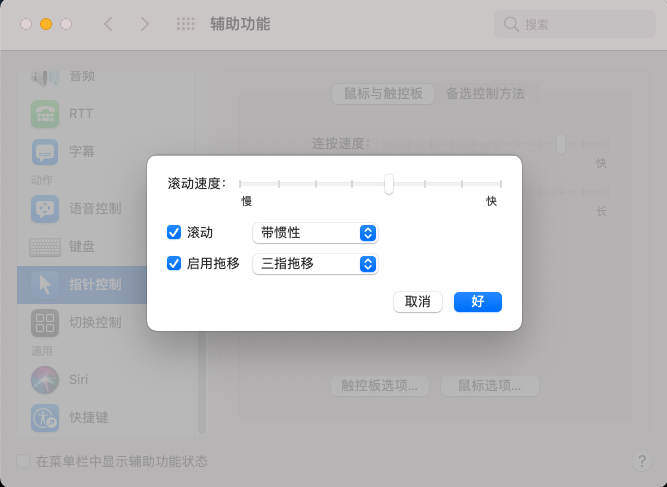 辅助功能
搜索
音频
RTT
字幕
动作
语音控制
键盘
指针控制
切换控制
通用
Siri
快捷键
鼠标与触控板
备选控制方法
连按速度：
快
长
滚动速度：
慢
快
滚动
带惯性
启用拖移
三指拖移
取消
好
触控板选项...
鼠标选项...
在菜单栏中显示辅助功能状态
?